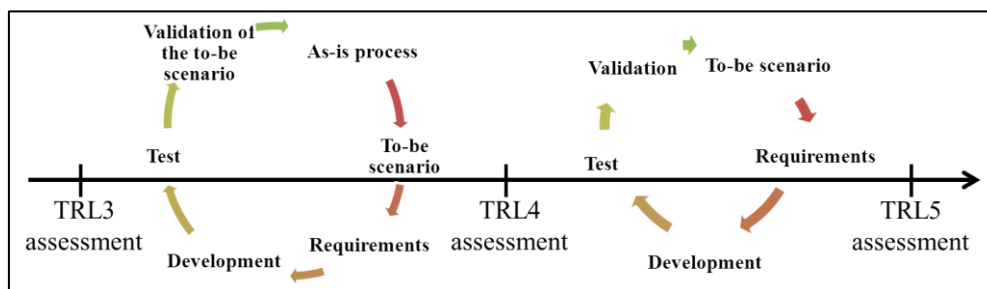 Validation of
the to-be
scenario
As-is process
Test
To-be
scenario
Development
Requirements
Validation
To-be scenario
Test
Requirements
Development
TRL3
assessment
TRL4
assessment
TRL5
assessment